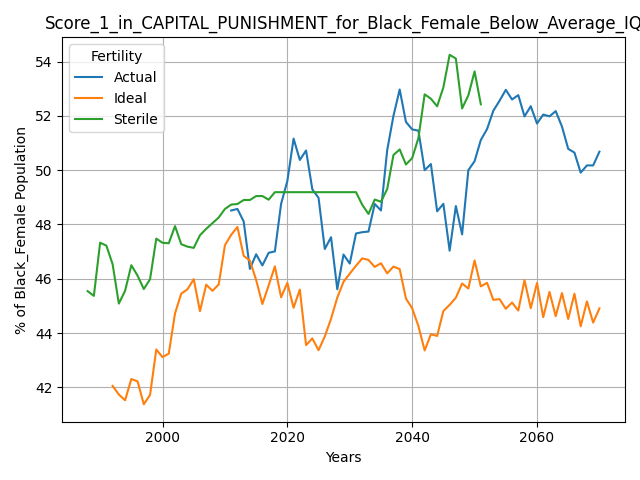 Score_1_in_CAPITAL_PUNISHMENT_for_Black_Female_Below_Average_IQ
Fertility
Actual
Ideal
Sterile
54
52
50
48
46
44
42
% of Black_Female Population
2000
2020
2040
2060
Years